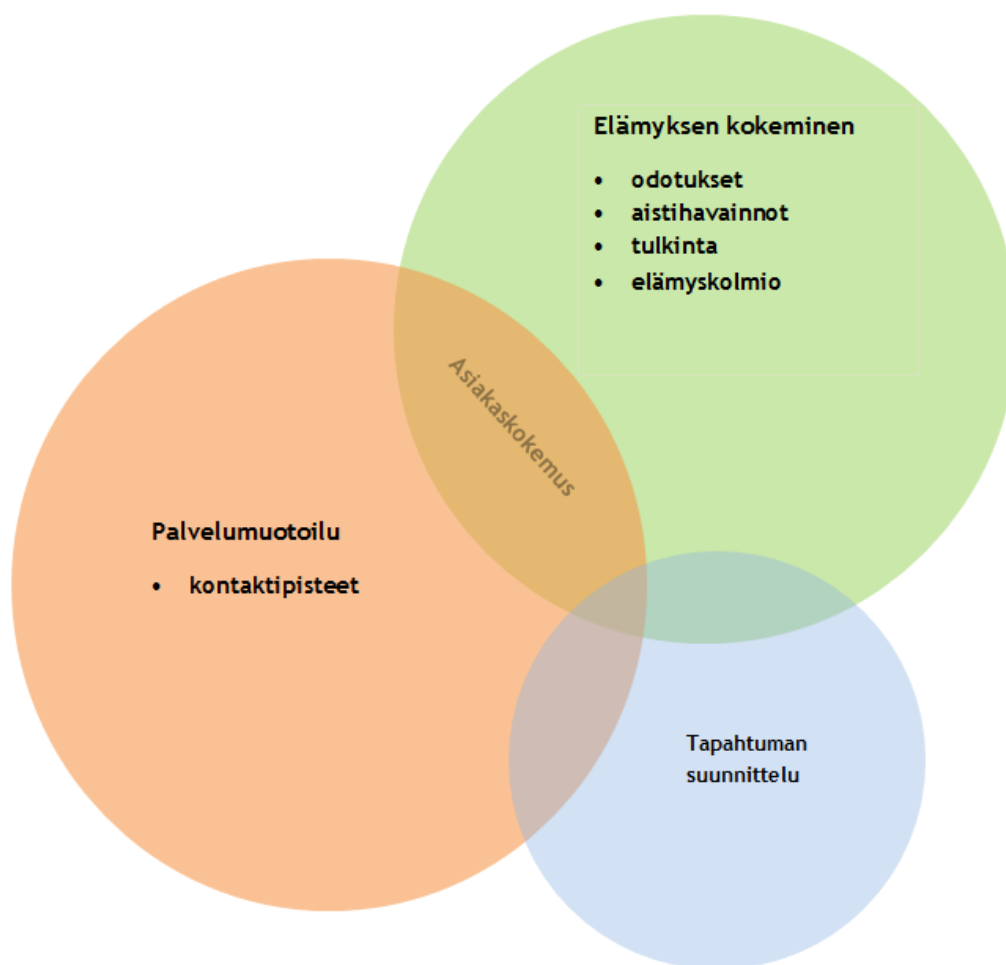 Elämyksen kokeminen
• odotukset
• aistihavainnot
• tulkinta
• elämyskolmio
Asiakaskokemus
Palvelumuotoilu
• kontaktipisteet
Tapahtuman
suunnittelu